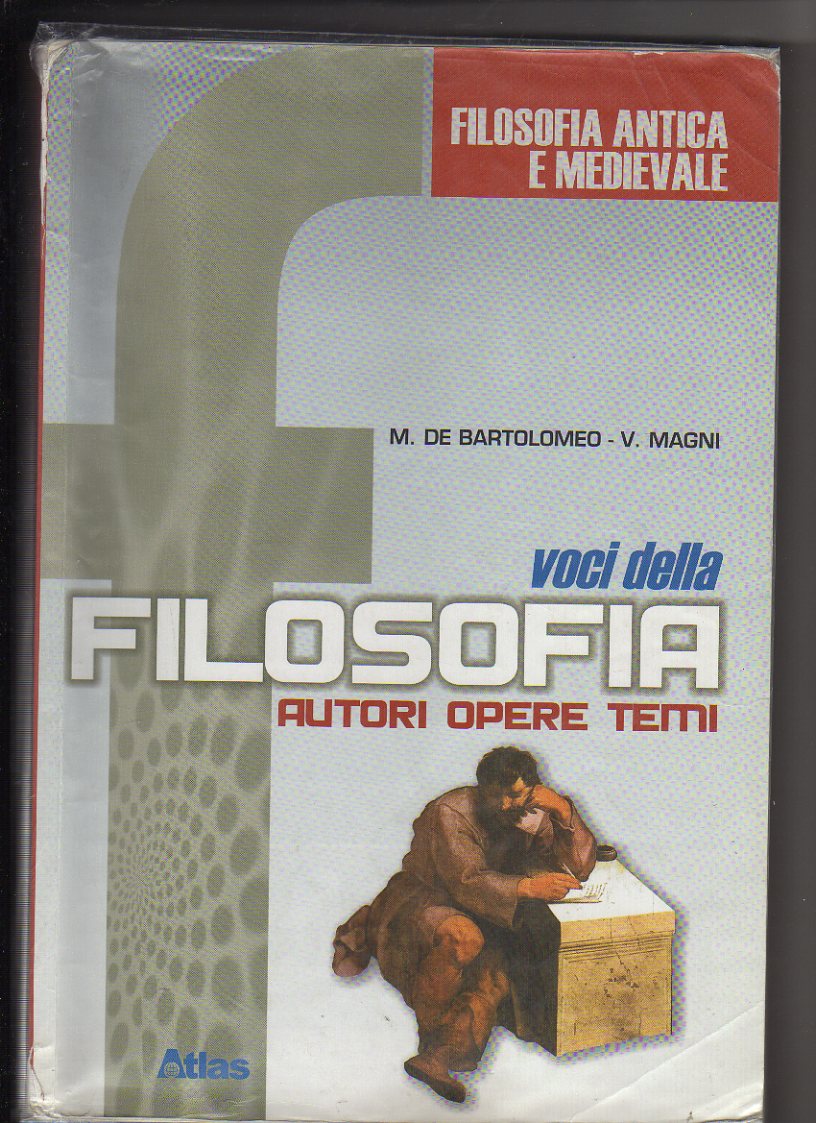 FILOSOFIA ANTICA
E MEDIEVALE
M. DE BARTOLOMEO - V. MAGNI
voci della
FILOSOFIA
AUTORI OPERE TEMI
Atlas